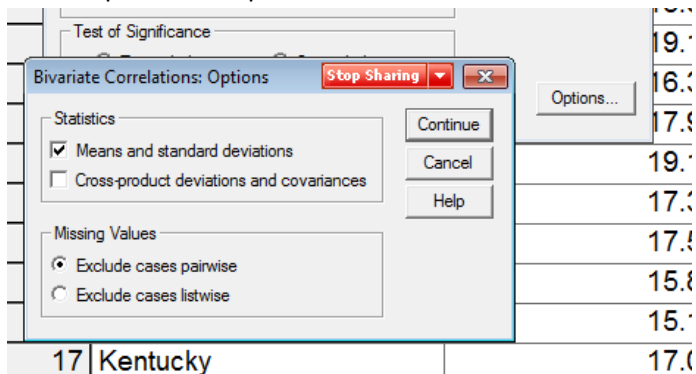 Test of Significance
19.1
Bivariate Correlations: Options
Stop Sharing
16.3
Options...
Statistics
Continue
17.9
Means and standard deviations
Cancel
19.1
Cross-product deviations and covariances
Help
17.3
Missing Values
17.5
Exclude cases pairwise
15.8
Exclude cases listwise
15.1
17 Kentucky 17.0